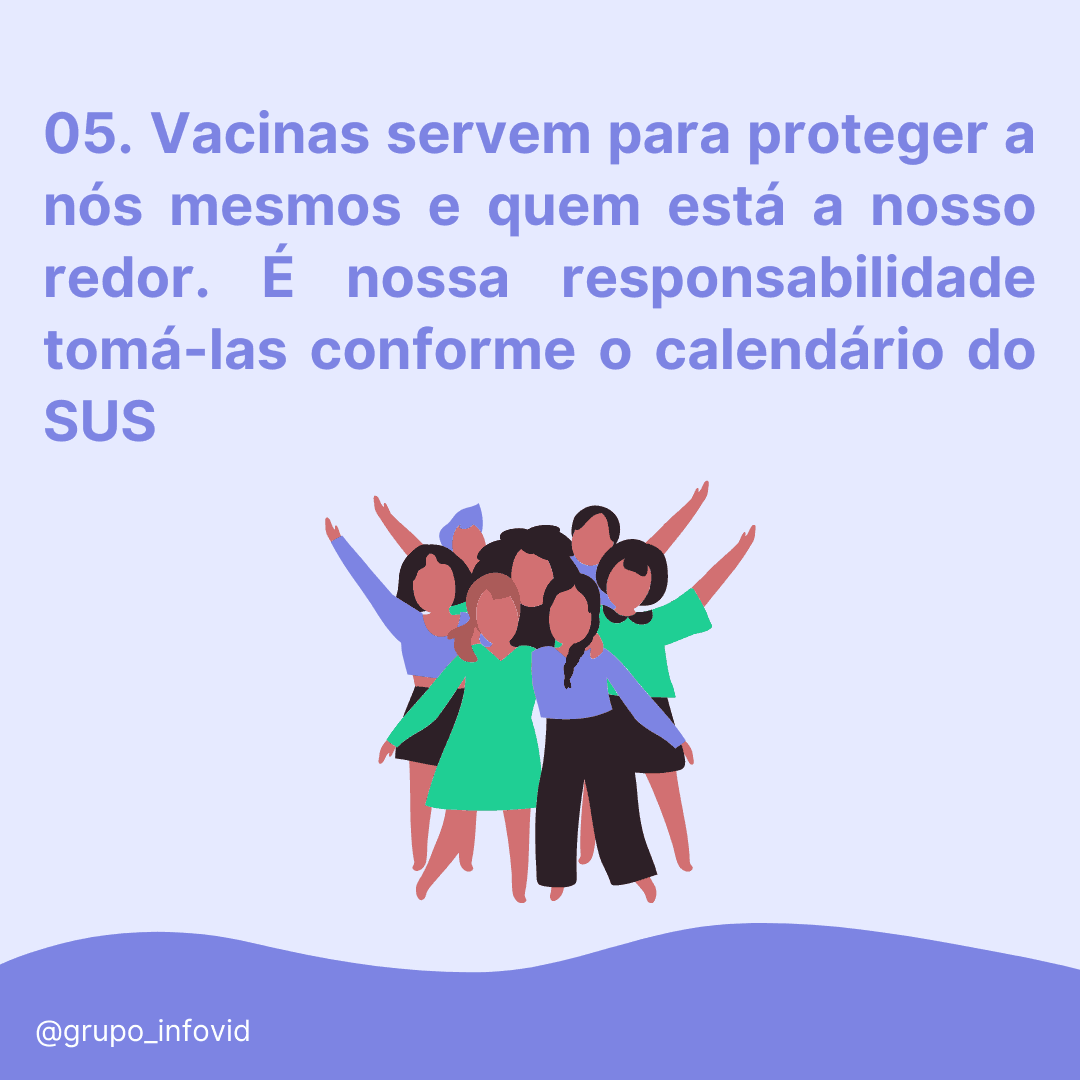 05. Vacinas servem para proteger a
nós mesmos e quem está a nosso
redor. É nossa responsabilidade
tomá-las conforme o calendário do
SUS
@grupo_infovid